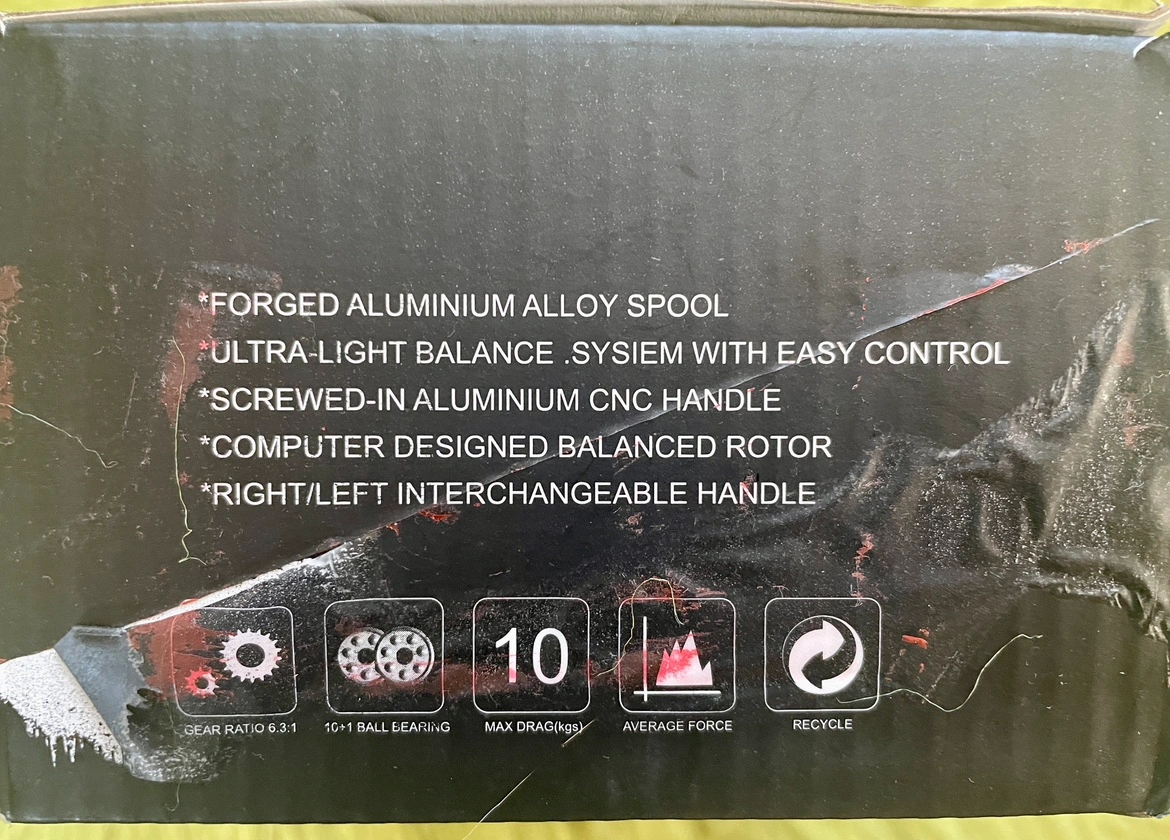 *FORGED ALUMINIUM ALLOY SPOOL
*ULTRA-LIGHT BALANCE .SYSIEM WITH EASY CONTROL
*SCREWED-IN ALUMINIUM CNC HANDLE
*COMPUTER DESIGNED BALANCED ROTOR
*RIGHT/LEFT INTERCHANGEABLE HANDLE
10
GEAR RATIO 6.3:1 10+1 BALL BEARING MAX DRAG(kgs) AVERAGE FORCE RECYCLE